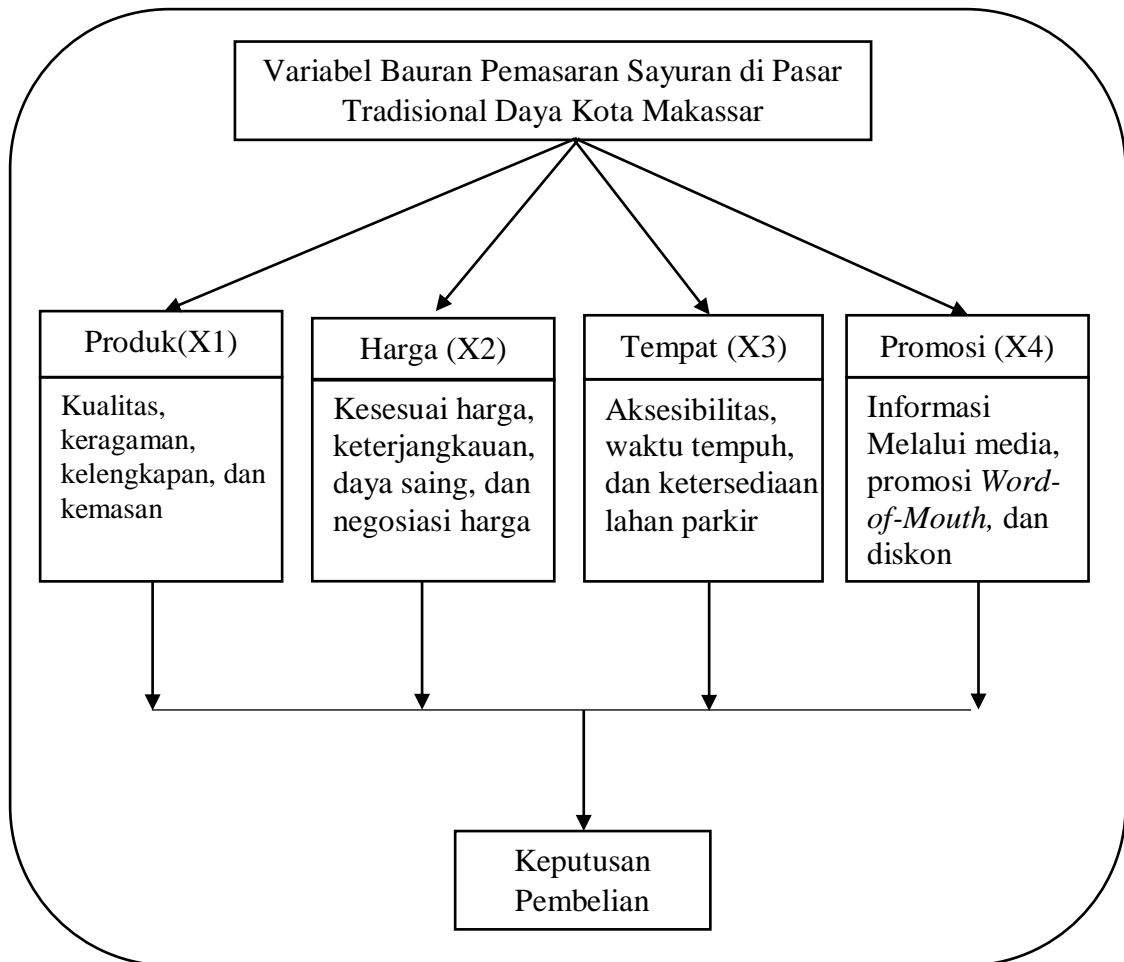 Variabel Bauran Pemasaran Sayuran di Pasar
Tradisional Daya Kota Makassar
Produk(X1)
Kualitas,
keragaman,
kelengkapan, dan
kemasan
Harga (X2)
Kesesuai harga,
keterjangkauan,
daya saing, dan
negosiasi harga
Tempat (X3)
Aksesibilitas,
waktu tempuh,
dan ketersediaan
lahan parkir
Promosi (X4)
Informasi
Melalui media,
promosi Word-
of-Mouth, dan
diskon
Keputusan
Pembelian